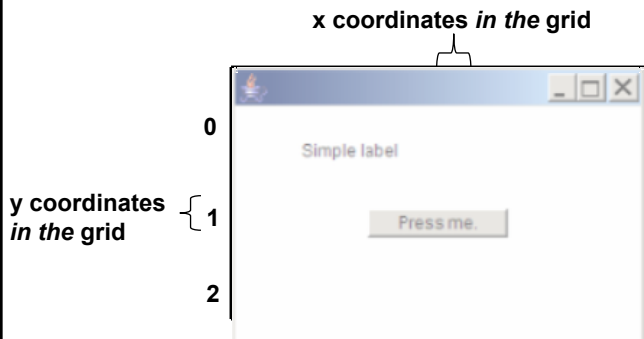 x coordinates in the grid
0
Simple label
y coordinates
in the grid
1
Press me.
2